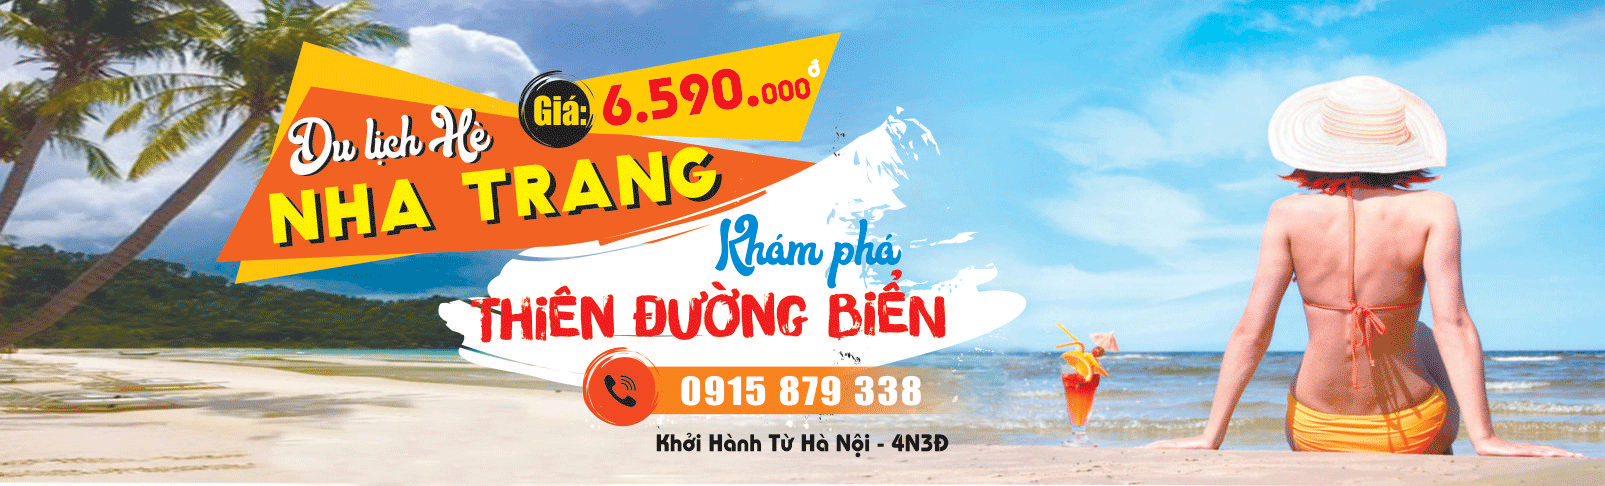 Giá: 6.590.000đ
Du lịch Hè
NHA TRANG
Khám phá
THIÊN ĐƯỜNG BIỂN
0915 879 338
Khởi Hành Từ Hà Nội - 4N3Đ